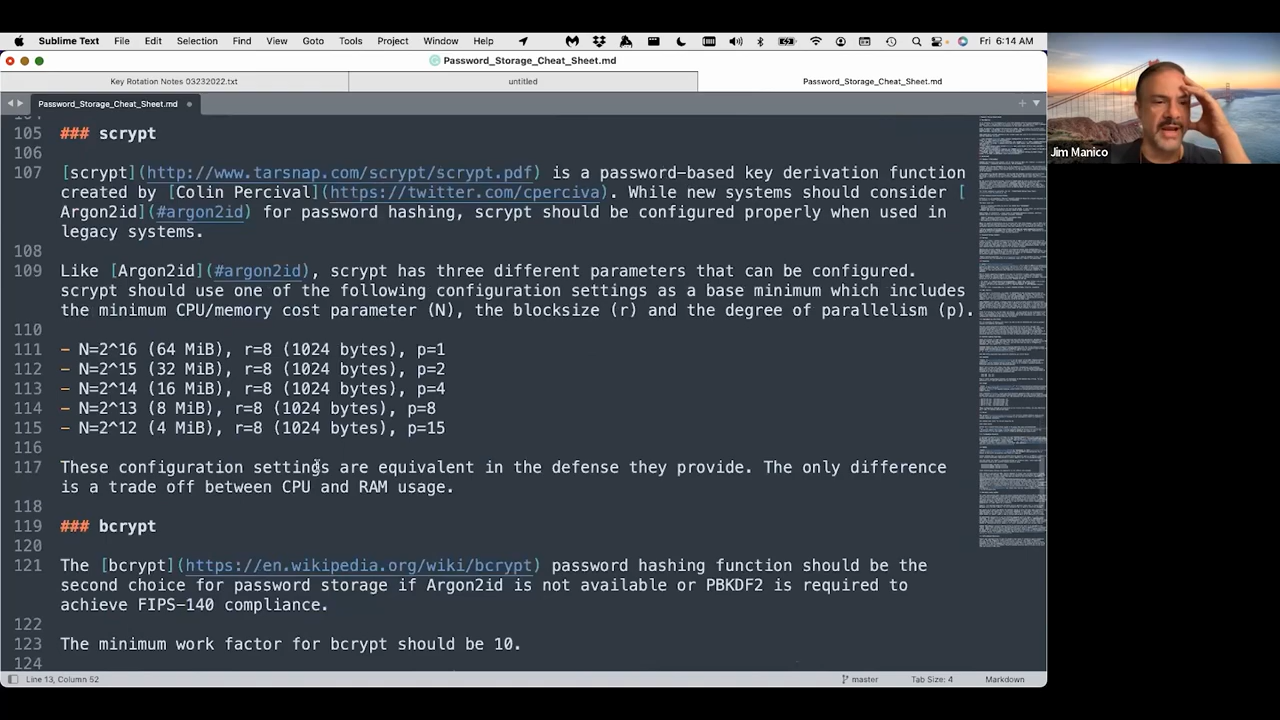 Sublime Text File Edit Selection Find View Goto Tools Project Window Help Fri 6:14 AM
Password_Storage_Cheat_Sheet.md
Key Rotation Notes 03232022.txt untitled Password_Storage_Cheat_Sheet.md
Password_Storage_Cheat_Sheet.md
105 ### scrypt
106
107 [scrypt](http://www.tarsnap.com/scrypt/scrypt.pdf) is a password-based key derivation function
created by [Colin Percival](https://twitter.com/cperciva). While new systems should consider [
Argon2id](#argon2id) for password hashing, scrypt should be configured properly when used in
legacy systems.
108
109 Like [Argon2id](#argon2id), scrypt has three different parameters that can be configured.
scrypt should use one of the following configuration settings as a base minimum which includes
the minimum CPU/memory cost parameter (N), the blocksize (r) and the degree of parallelism (p).
110
111 - N=2^16 (64 MiB), r=8 (1024 bytes), p=1
112 - N=2^15 (32 MiB), r=8 (1024 bytes), p=2
113 - N=2^14 (16 MiB), r=8 (1024 bytes), p=4
114 - N=2^13 (8 MiB), r=8 (1024 bytes), p=8
115 - N=2^12 (4 MiB), r=8 (1024 bytes), p=15
116
117 These configuration settings are equivalent in the defense they provide. The only difference
is a trade off between CPU and RAM usage.
118
119 ### bcrypt
120
121 The [bcrypt](https://en.wikipedia.org/wiki/bcrypt) password hashing function should be the
second choice for password storage if Argon2id is not available or PBKDF2 is required to
achieve FIPS-140 compliance.
122
123 The minimum work factor for bcrypt should be 10.
124
Line 13, Column 52 master Tab Size: 4 Markdown
Jim Manico